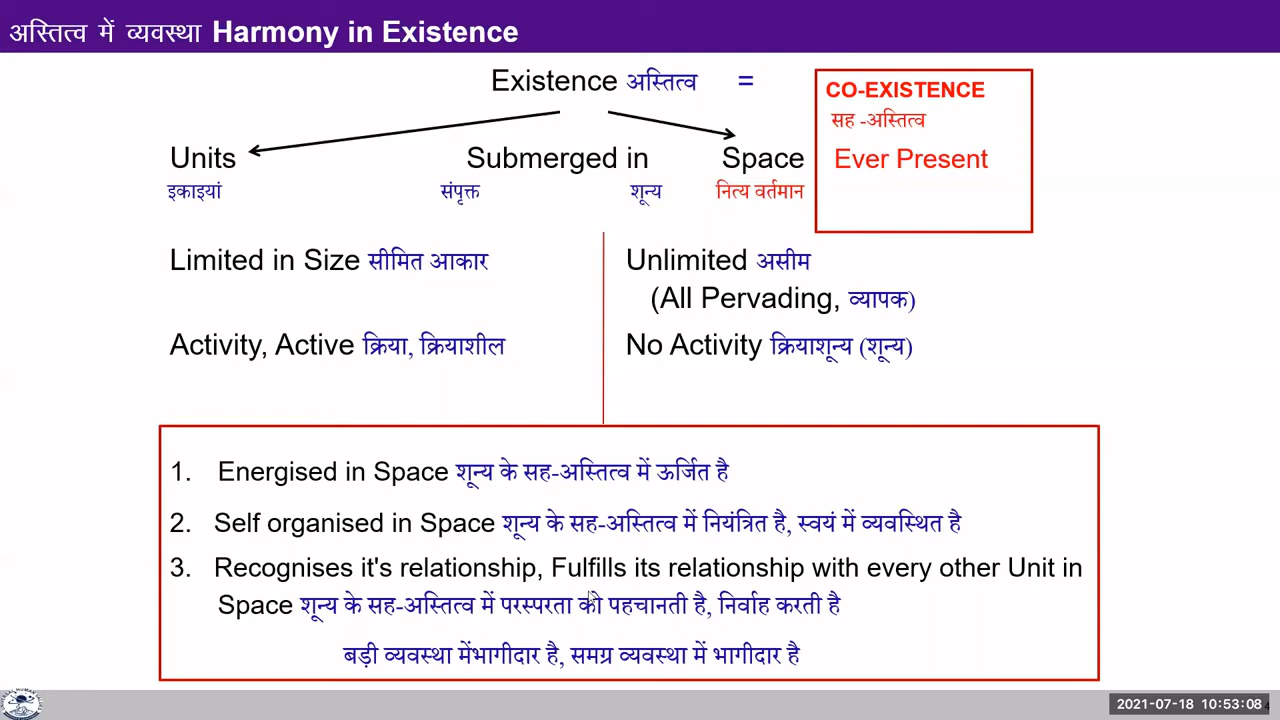 अस्तित्व में व्यवस्था Harmony in Existence
Existence अस्तित्व =
CO-EXISTENCE
सह -अस्तित्व
Units Submerged in Space Ever Present
इकाइयां संपृक्त शून्य नित्य वर्तमान
Limited in Size सीमित आकार Unlimited असीम
(All Pervading, व्यापक)
Activity, Active क्रिया, क्रियाशील No Activity क्रियाशून्य (शून्य)
1. Energised in Space शून्य के सह-अस्तित्व में ऊर्जित है
2. Self organised in Space शून्य के सह-अस्तित्व में नियंत्रित है, स्वयं में व्यवस्थित है
3. Recognises it's relationship, Fulfills its relationship with every other Unit in
Space शून्य के सह-अस्तित्व में परस्परता को पहचानती है, निर्वाह करती है
बड़ी व्यवस्था मेंभागीदार है, समग्र व्यवस्था में भागीदार है
2021-07-18 10:53:08